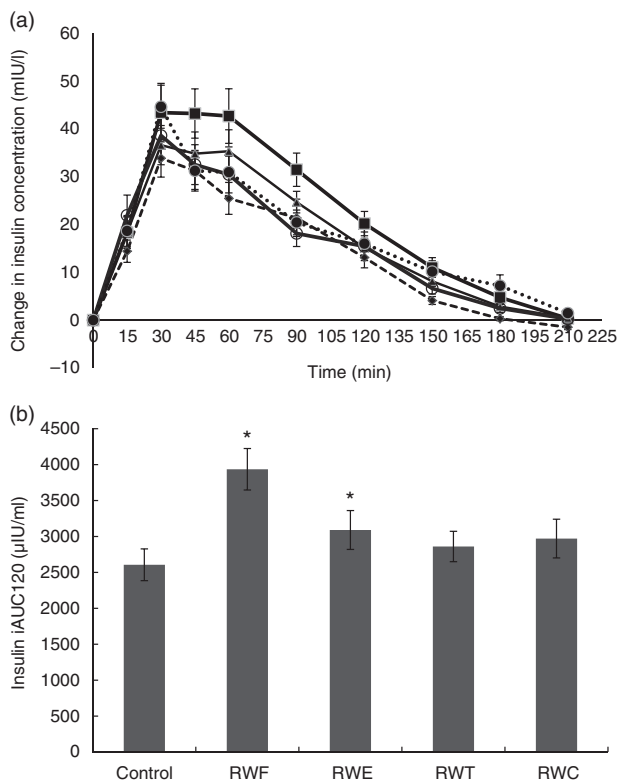 (a)
60
50
40
30
20
10
0
–10
Change in insulin concentration (mIU/l)
0 15 30 45 60 75 90 105 120 135 150 165 180 195 210 225
Time (min)
(b)
4500
4000
3500
3000
2500
2000
1500
1000
500
0
Insulin iAUC120 (µIU/ml)
* *
Control RWF RWE RWT RWC